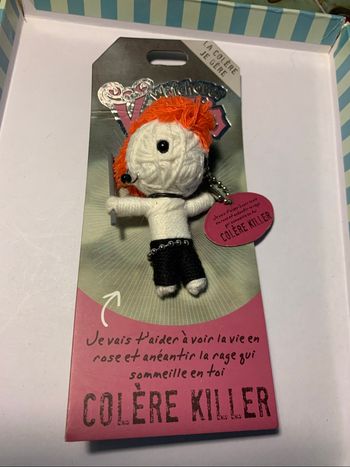 LA COLÈRE
JE GÈRE
COLÈRE KILLER
Je vais t'aider à voir la vie en
rose et anéantir la rage qui
sommeille en toi
COLÈRE KILLER